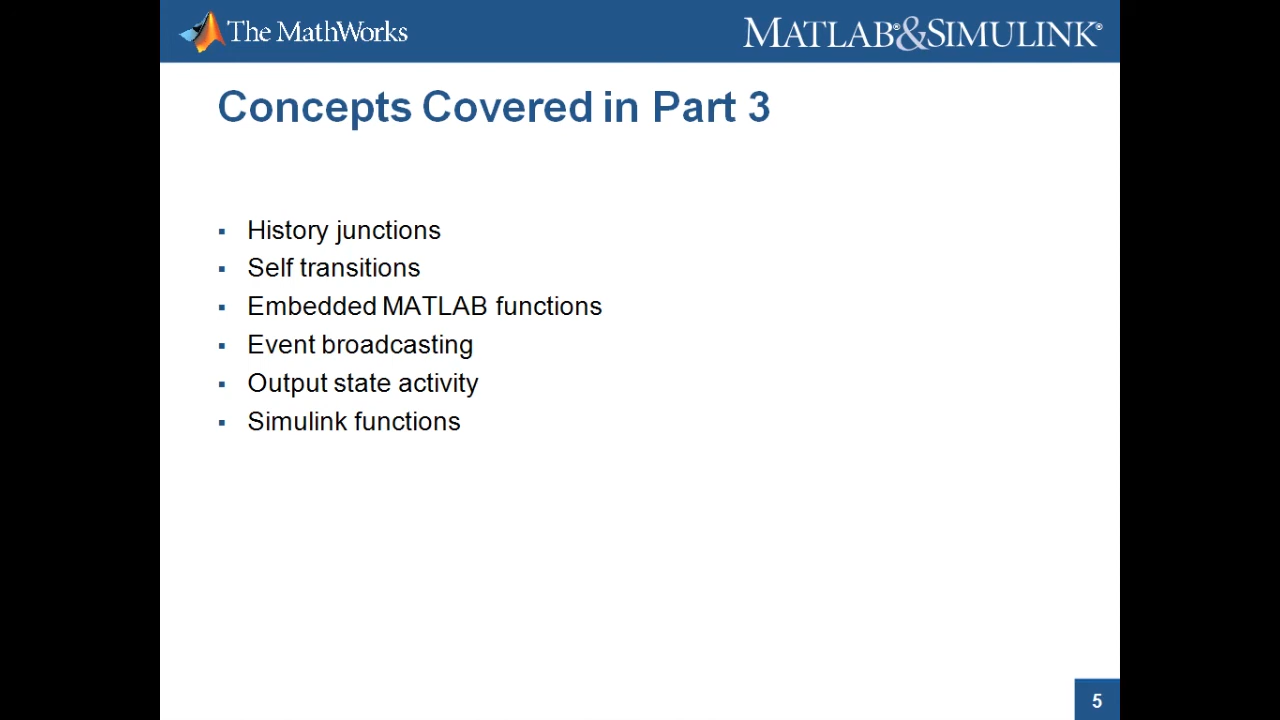 The MathWorks
MATLAB®&SIMULINK®
Concepts Covered in Part 3
▪ History junctions
▪ Self transitions
▪ Embedded MATLAB functions
▪ Event broadcasting
▪ Output state activity
▪ Simulink functions
5